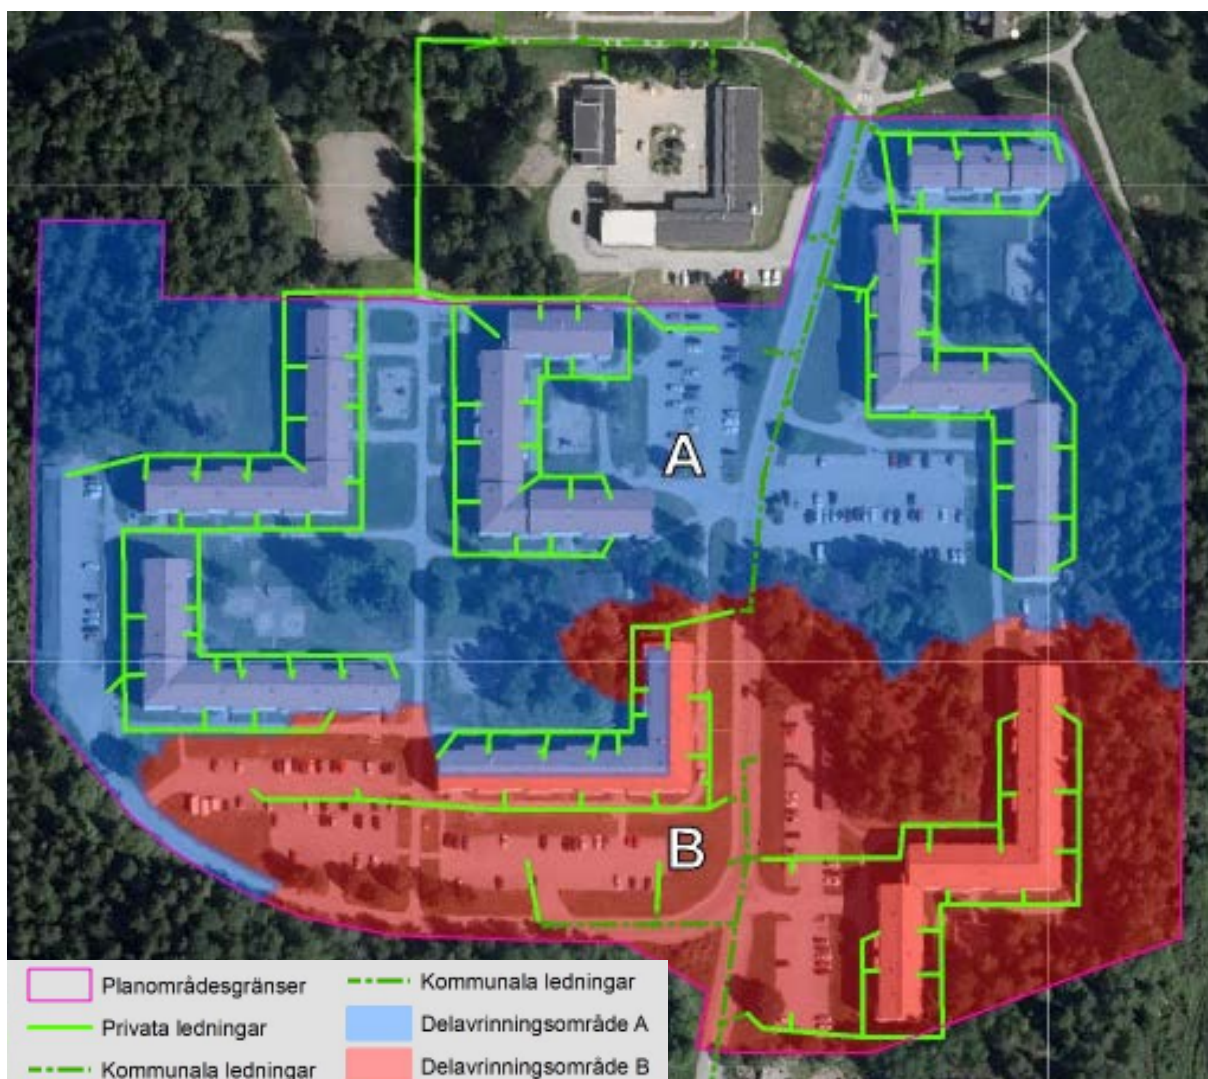 A
B
Planområdesgränser
Privata ledningar
Kommunala ledningar
Kommunala ledningar
Delavrinningsområde A
Delavrinningsområde B